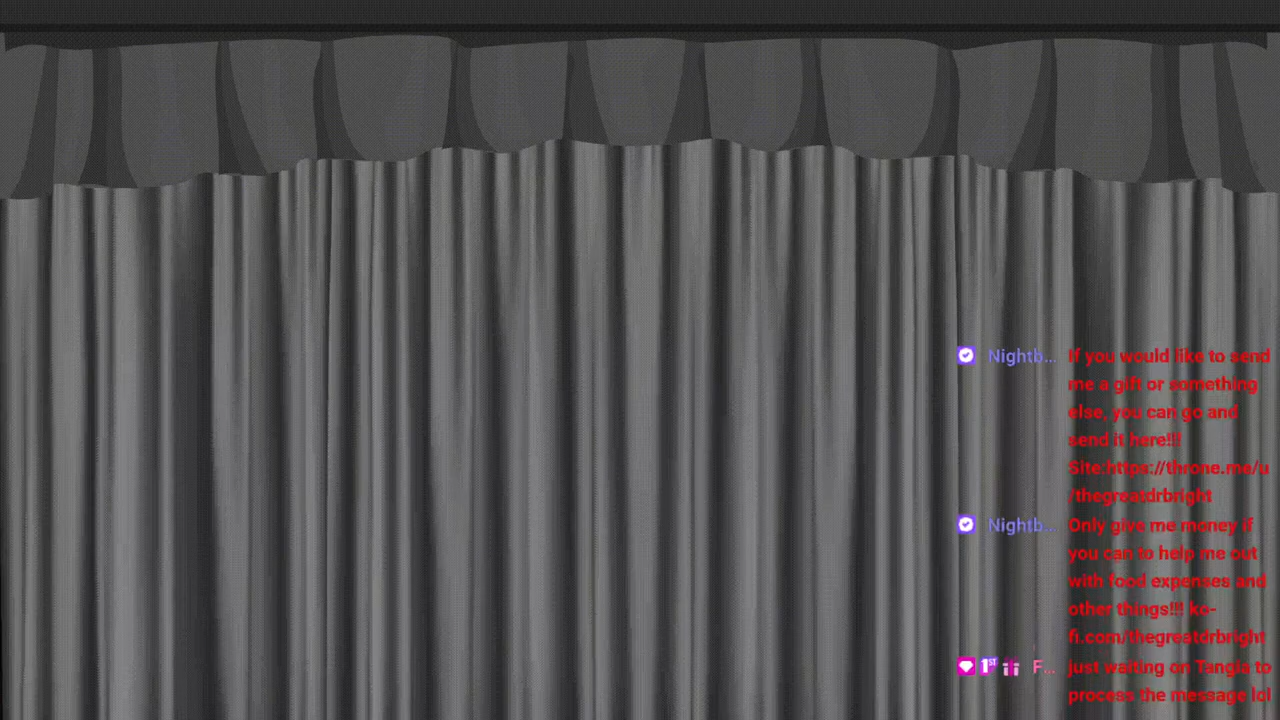 Nightb... If you would like to send
me a gift or something
else, you can go and
send it here!!!
Site:https://throne.me/u
/thegreatdrbright
Nightb... Only give me money if
you can to help me out
with food expenses and
other things!!! ko-
fi.com/thegreatdrbright
1ST F... just waiting on Tangia to
process the message lol